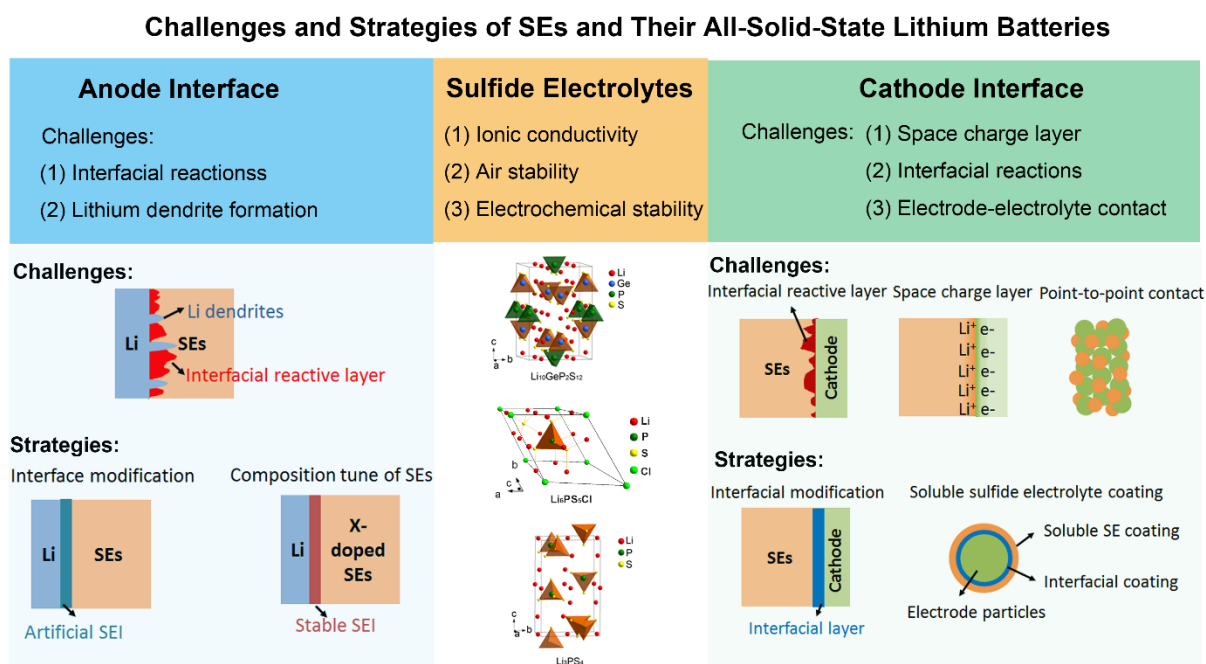 Challenges and Strategies of SEs and Their All-Solid-State Lithium Batteries
Anode Interface
Challenges:
(1) Interfacial reactionss
(2) Lithium dendrite formation
Sulfide Electrolytes
(1) Ionic conductivity
(2) Air stability
(3) Electrochemical stability
Cathode Interface
Challenges: (1) Space charge layer
(2) Interfacial reactions
(3) Electrode-electrolyte contact
Challenges:
Li dendrites
Li
SEs
Interfacial reactive layer
Strategies:
Interface modification
Li
SEs
Artificial SEI
Composition tune of SEs
Li
X-
doped
SEs
Stable SEI
Li
Ge
P
S
c
a
b
Li₁₀GeP₂S₁₂
Li
P
S
Cl
b
c
a
Li₆PS₅Cl
Li
P
S
c
a
b
Li₃PS₄
Challenges:
Interfacial reactive layer
SEs
Cathode
Space charge layer
Li⁺ e-
Li⁺ e-
Li⁺ e-
Li⁺ e-
Li⁺ e-
Point-to-point contact
Strategies:
Interfacial modification
SEs
Cathode
Interfacial layer
Soluble sulfide electrolyte coating
Soluble SE coating
Interfacial coating
Electrode particles